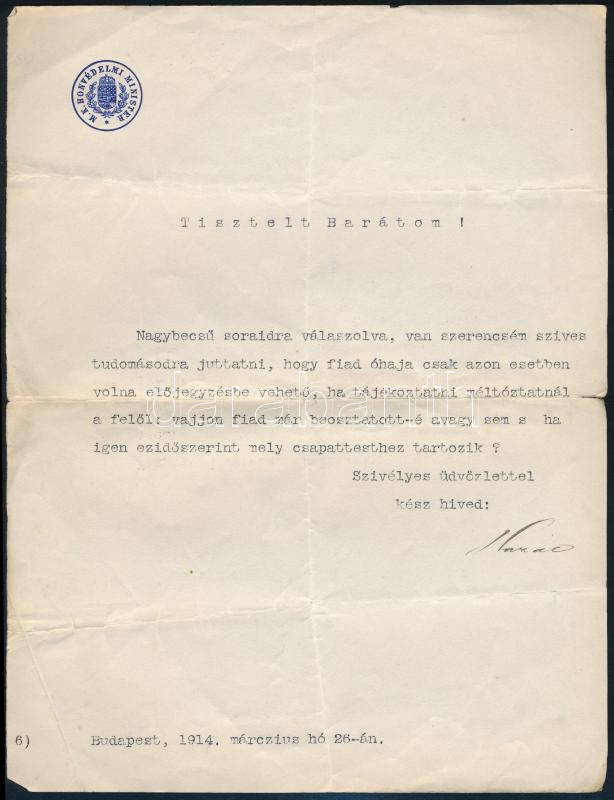 M. K. HONVÉDELMI MINISTER
Tisztelt Barátom !
Nagybecsű soraidra válaszolva, van szerencsém szives
tudomásodra juttatni, hogy fiad óhaja csak azon esetben
volna előjegyzésbe vehető, ha tájékoztatni méltóztatnál
a felől: vajjon fiad már beosztatott-é avagy sem s ha
igen ezidőszerint mely csapattesthez tartozik ?
Szivélyes üdvözlettel
kész hived:
6) Budapest, 1914. márczius hó 26-án.
darabanth